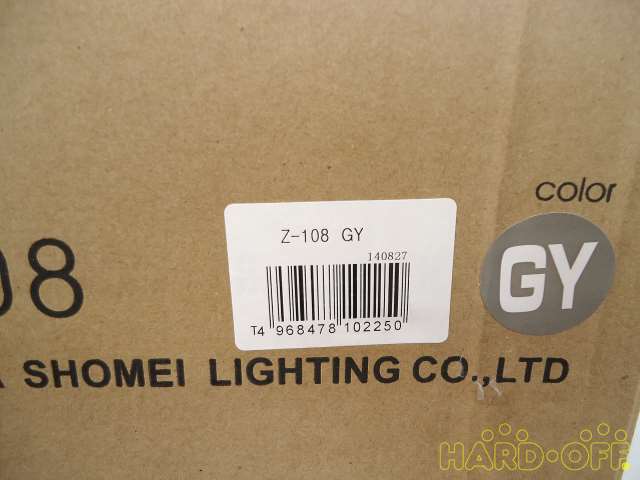 color
Z-108 GY
140827
GY
08
T4 968478 102250
SHOMEI LIGHTING CO.,LTD
HARD-OFF